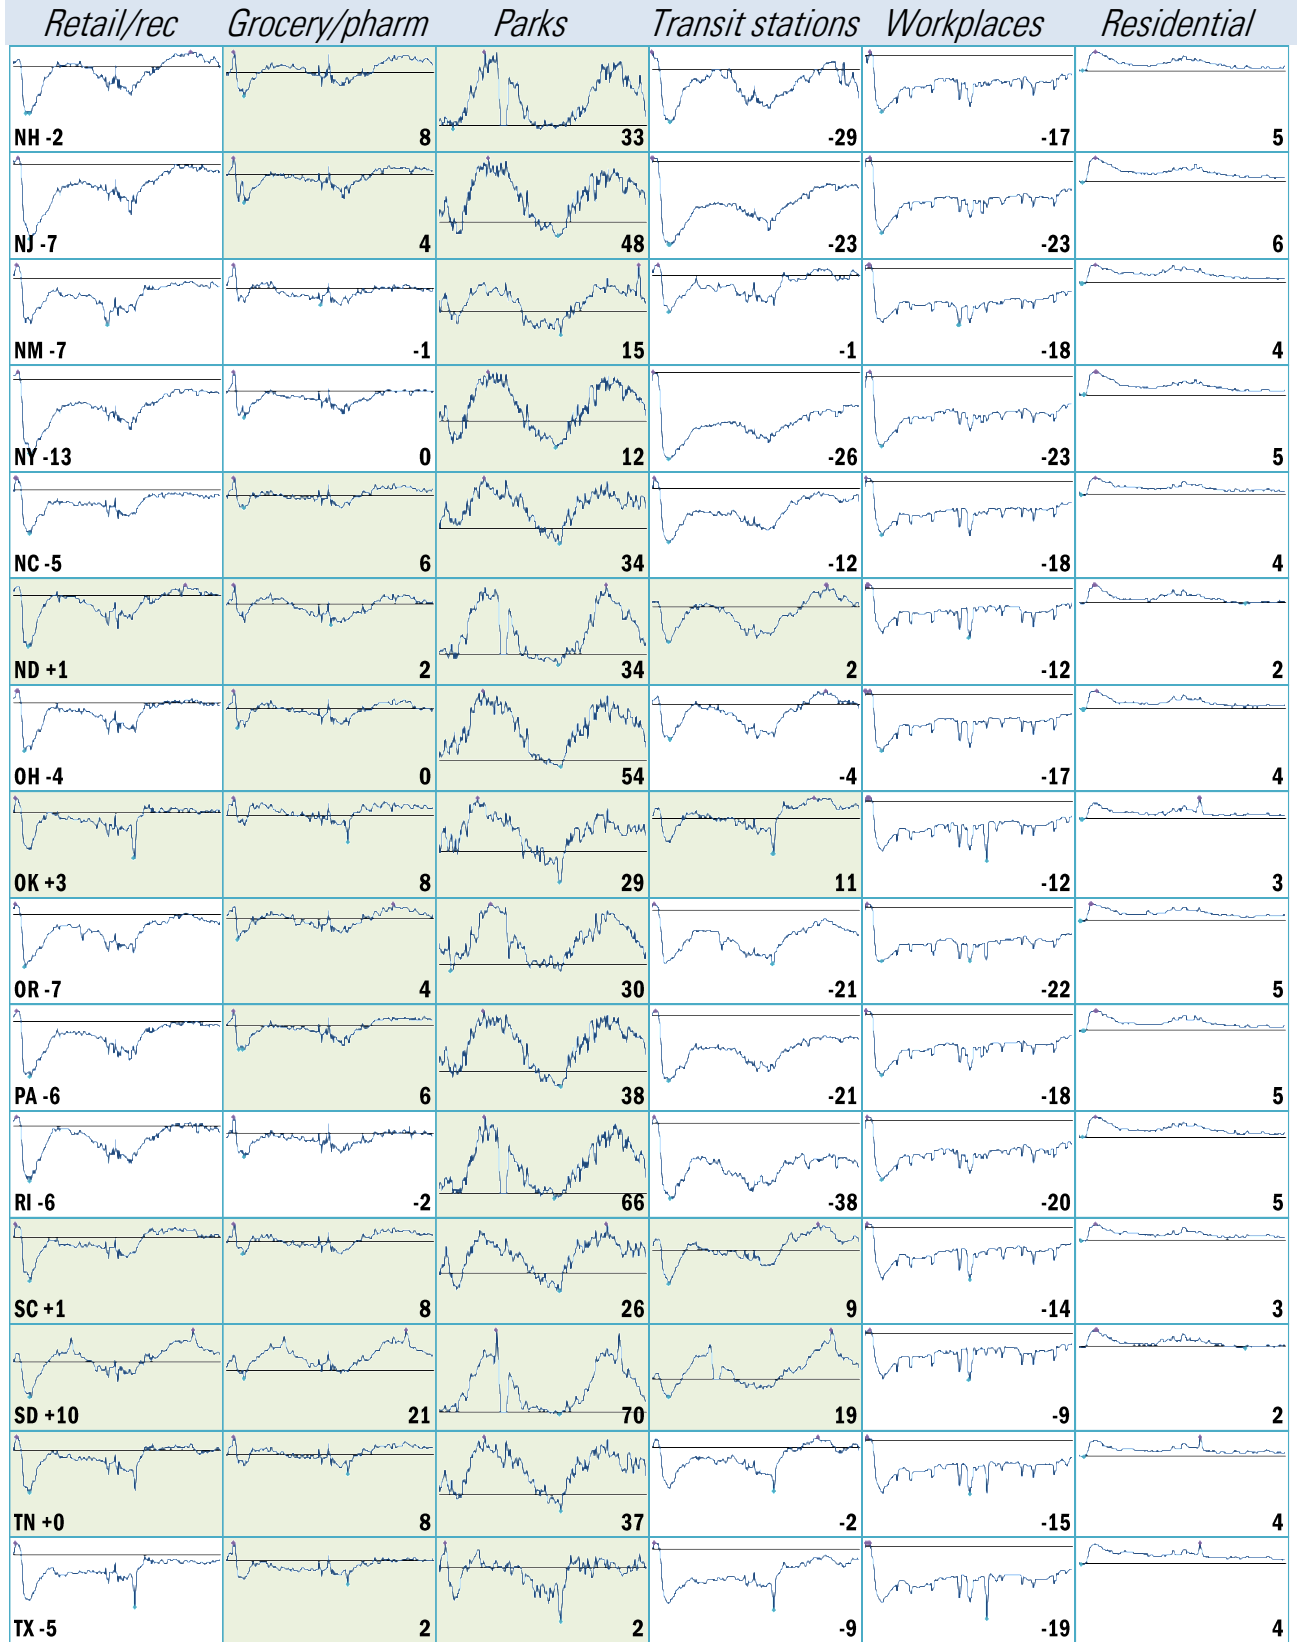 Retail/rec Grocery/pharm Parks Transit stations Workplaces Residential
NH -2 8 33 -29 -17 5
NJ -7 4 48 -23 -23 6
NM -7 -1 15 -1 -18 4
NY -13 0 12 -26 -23 5
NC -5 6 34 -12 -18 4
ND +1 2 34 2 -12 2
OH -4 0 54 -4 -17 4
OK +3 8 29 11 -12 3
OR -7 4 30 -21 -22 5
PA -6 6 38 -21 -18 5
RI -6 -2 66 -38 -20 5
SC +1 8 26 9 -14 3
SD +10 21 70 19 -9 2
TN +0 8 37 -2 -15 4
TX -5 2 2 -9 -19 4